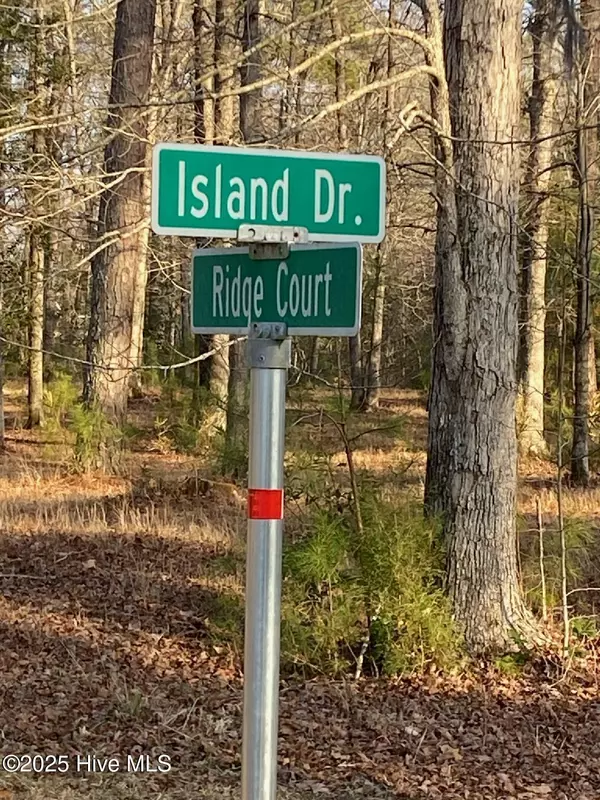 Island Dr.
Ridge Court
©2025 Hive MLS